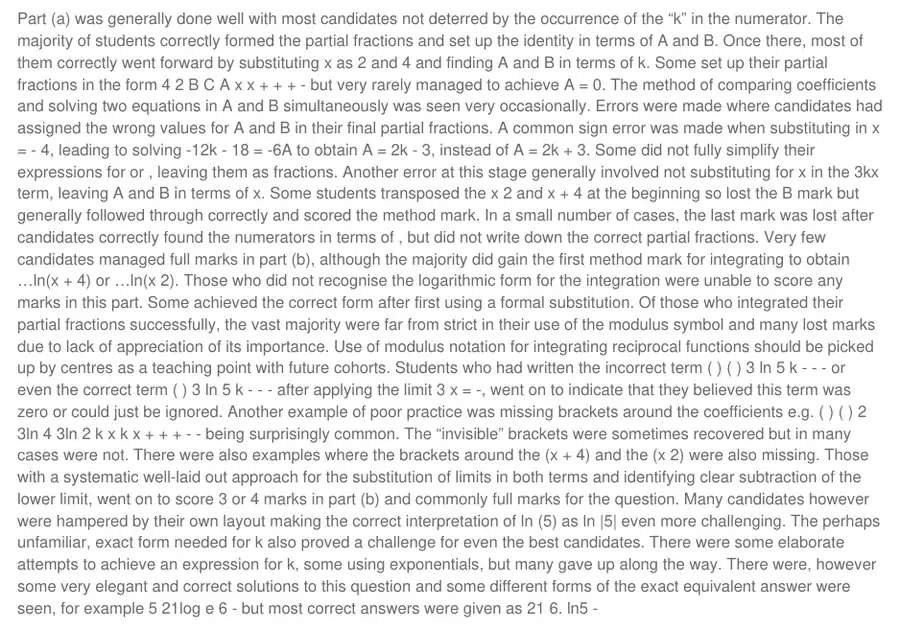 Part (a) was generally done well with most candidates not deterred by the occurrence of the “k” in the numerator. The
majority of students correctly formed the partial fractions and set up the identity in terms of A and B. Once there, most of
them correctly went forward by substituting x as 2 and 4 and finding A and B in terms of k. Some set up their partial
fractions in the form 4 2 B C A x x + + + - but very rarely managed to achieve A = 0. The method of comparing coefficients
and solving two equations in A and B simultaneously was seen very occasionally. Errors were made where candidates had
assigned the wrong values for A and B in their final partial fractions. A common sign error was made when substituting in x
= - 4, leading to solving -12k - 18 = -6A to obtain A = 2k - 3, instead of A = 2k + 3. Some did not fully simplify their
expressions for or , leaving them as fractions. Another error at this stage generally involved not substituting for x in the 3kx
term, leaving A and B in terms of x. Some students transposed the x 2 and x + 4 at the beginning so lost the B mark but
generally followed through correctly and scored the method mark. In a small number of cases, the last mark was lost after
candidates correctly found the numerators in terms of , but did not write down the correct partial fractions. Very few
candidates managed full marks in part (b), although the majority did gain the first method mark for integrating to obtain
…ln(x + 4) or …ln(x 2). Those who did not recognise the logarithmic form for the integration were unable to score any
marks in this part. Some achieved the correct form after first using a formal substitution. Of those who integrated their
partial fractions successfully, the vast majority were far from strict in their use of the modulus symbol and many lost marks
due to lack of appreciation of its importance. Use of modulus notation for integrating reciprocal functions should be picked
up by centres as a teaching point with future cohorts. Students who had written the incorrect term ( ) ( ) 3 ln 5 k - - - or
even the correct term ( ) 3 ln 5 k - - - after applying the limit 3 x = -, went on to indicate that they believed this term was
zero or could just be ignored. Another example of poor practice was missing brackets around the coefficients e.g. ( ) ( ) 2
3ln 4 3ln 2 k x k x + + + - - being surprisingly common. The “invisible” brackets were sometimes recovered but in many
cases were not. There were also examples where the brackets around the (x + 4) and the (x 2) were also missing. Those
with a systematic well-laid out approach for the substitution of limits in both terms and identifying clear subtraction of the
lower limit, went on to score 3 or 4 marks in part (b) and commonly full marks for the question. Many candidates however
were hampered by their own layout making the correct interpretation of ln (5) as ln |5| even more challenging. The perhaps
unfamiliar, exact form needed for k also proved a challenge for even the best candidates. There were some elaborate
attempts to achieve an expression for k, some using exponentials, but many gave up along the way. There were, however
some very elegant and correct solutions to this question and some different forms of the exact equivalent answer were
seen, for example 5 21log e 6 - but most correct answers were given as 21 6. ln5 -